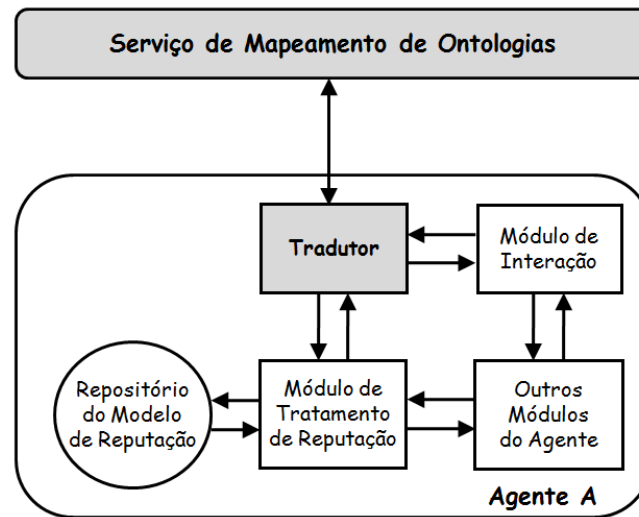 Serviço de Mapeamento de Ontologias
Tradutor
Módulo de
Interação
Repositório
do Modelo
de Reputação
Módulo de
Tratamento
de Reputação
Outros
Módulos
do Agente
Agente A